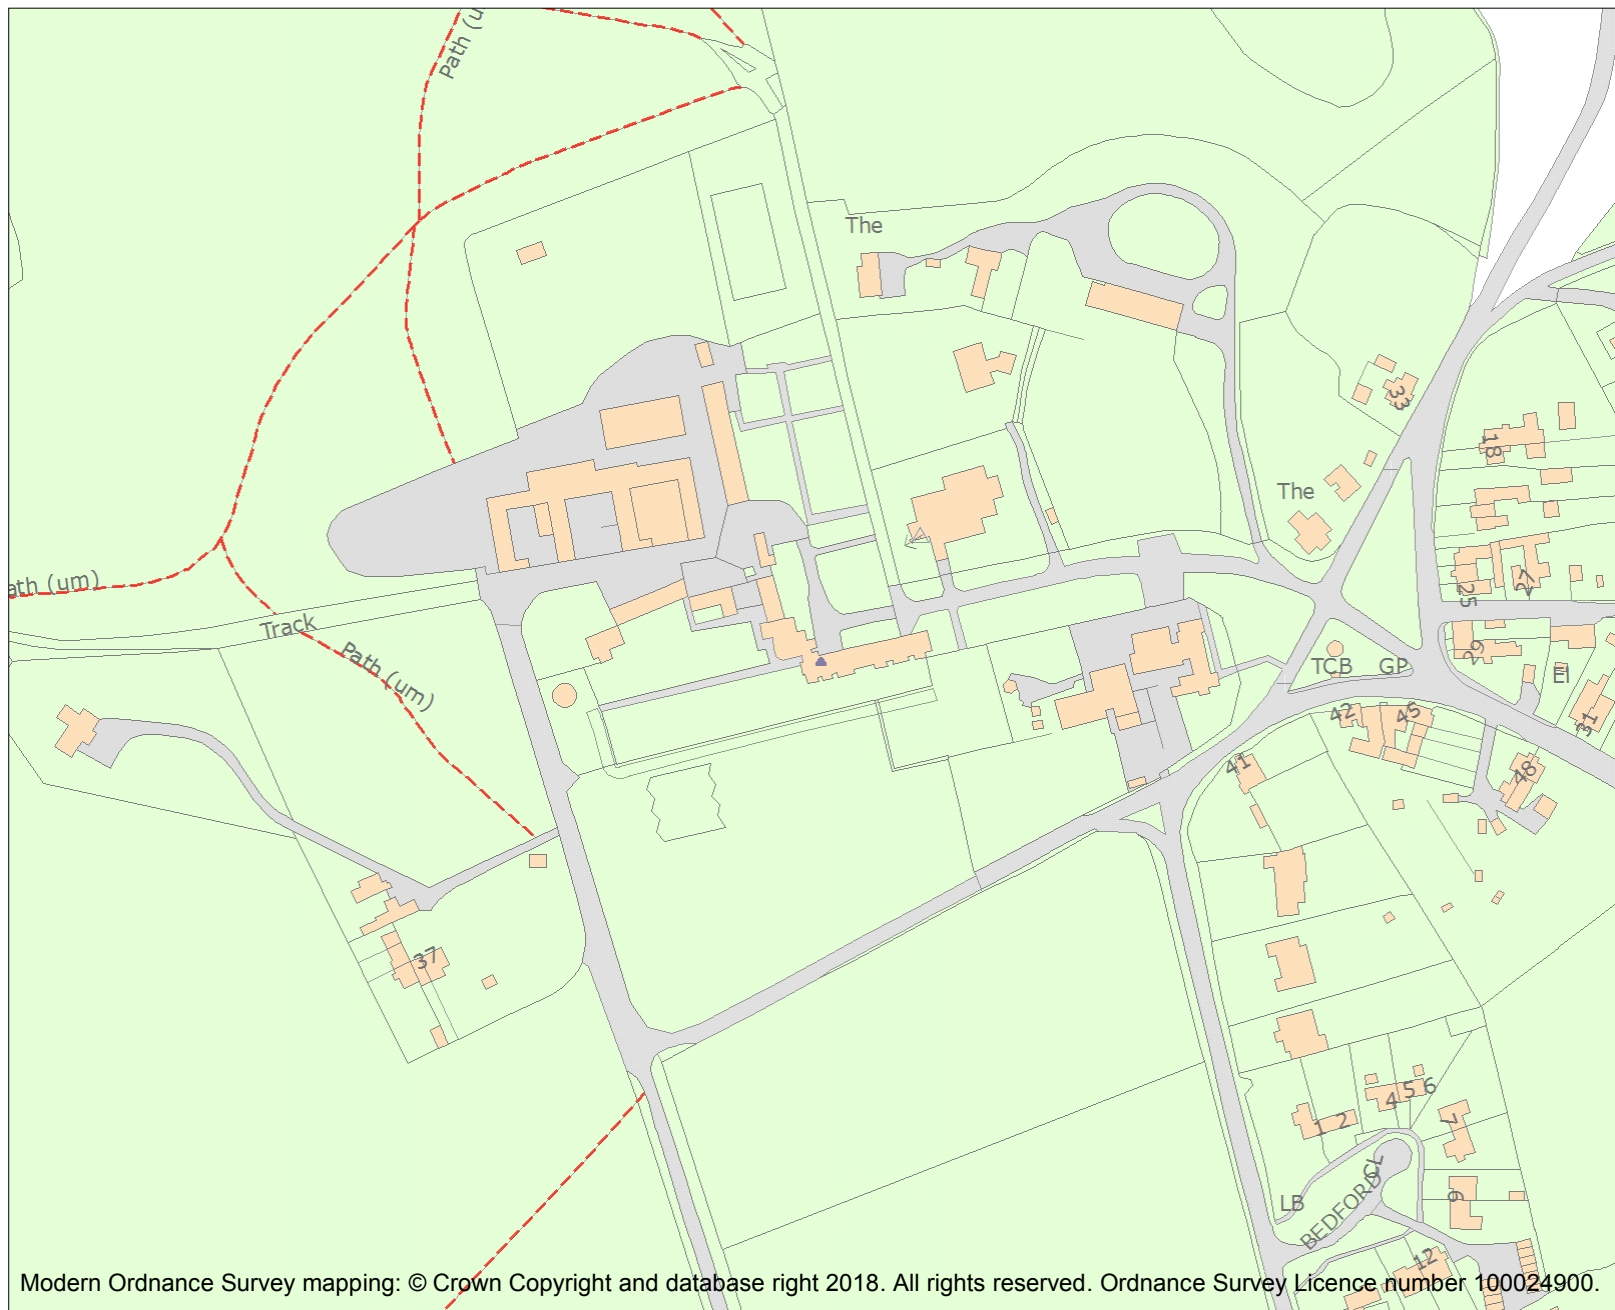 Path (u
The
33
18
The
ath (um)
27
25
Track
Path (um)
29
TCB
GP
El
42
45
31
41
48
37
5 6
4
1 2
7
CL
LB
BEDFORD
12
Modern Ordnance Survey mapping: © Crown Copyright and database right 2018. All rights reserved. Ordnance Survey Licence number 100024900.